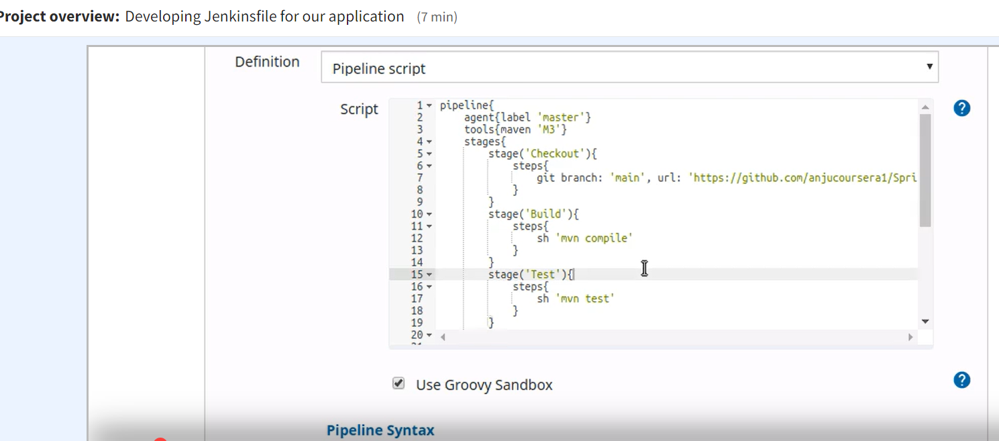 Project overview: Developing Jenkinsfile for our application (7 min)
Definition
Pipeline script
Script
1 pipeline{
2 agent{label 'master'}
3 tools{maven 'M3'}
4 stages{
5 stage('Checkout'){
6 steps{
7 git branch: 'main', url: 'https://github.com/anjucoursera1/Spri
8 }
9 }
10 stage('Build'){
11 steps{
12 sh 'mvn compile'
13 }
14 }
15 stage('Test'){
16 steps{
17 sh 'mvn test'
18 }
19 }
20
Use Groovy Sandbox
Pipeline Syntax